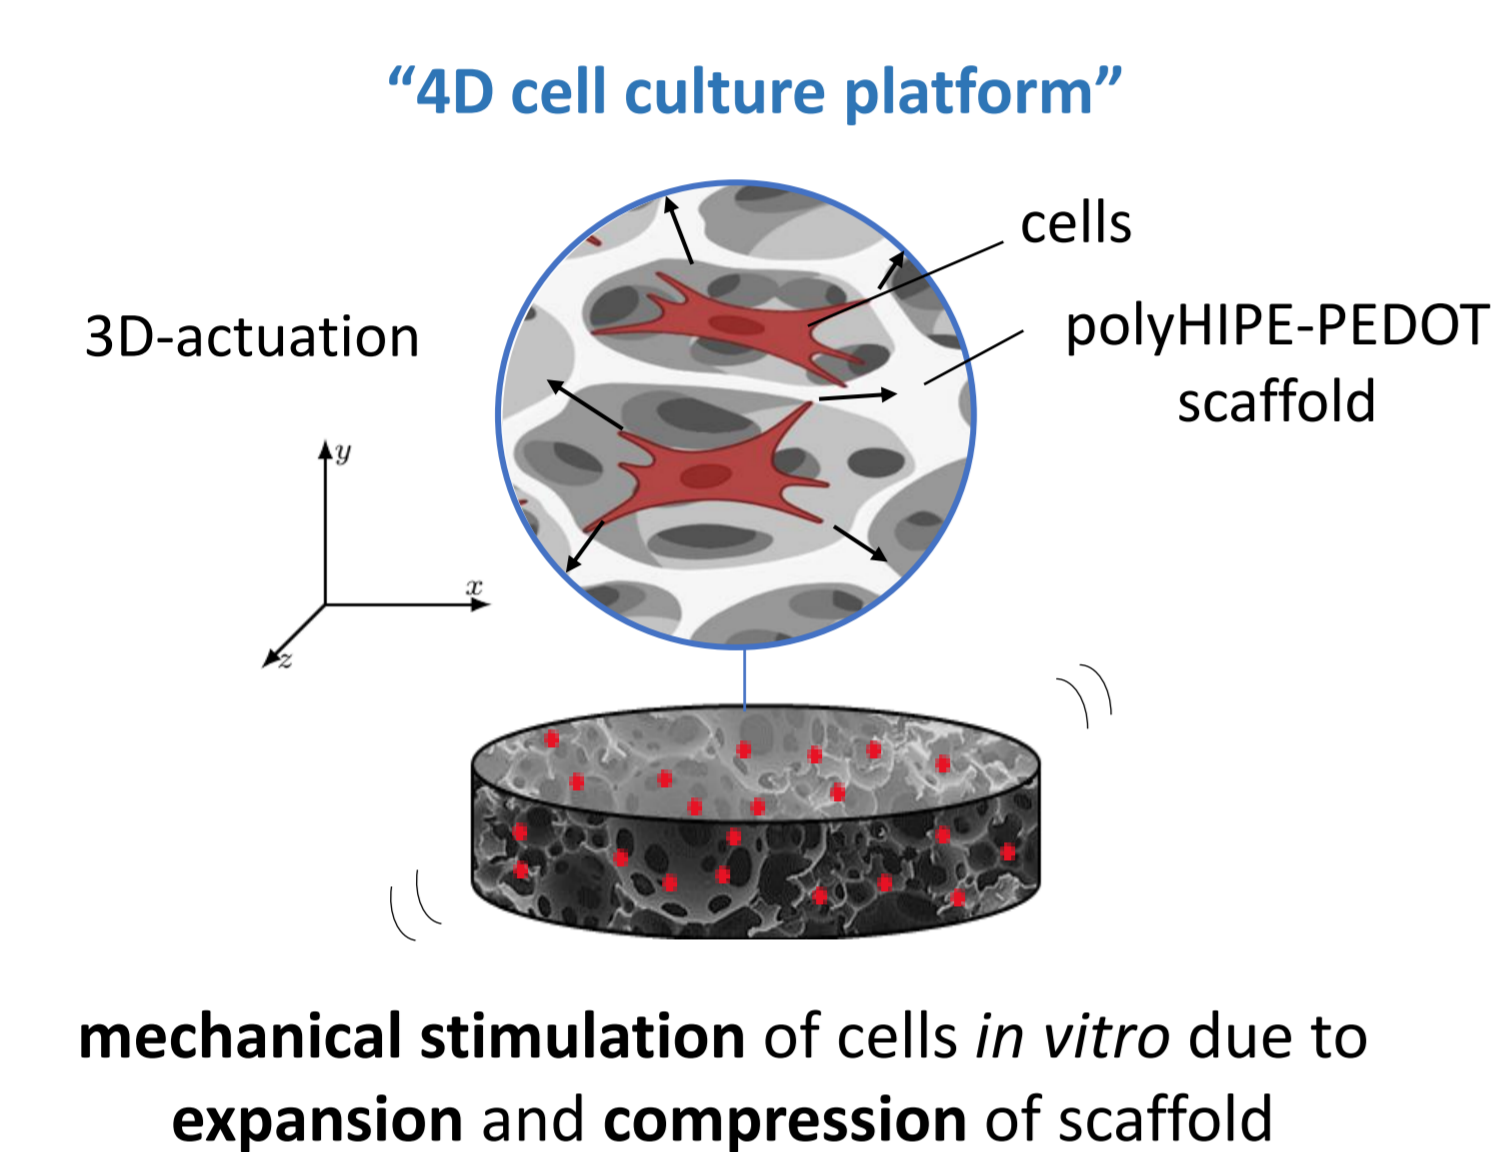 “4D cell culture platform”
cells
3D-actuation
polyHIPE-PEDOT
scaffold
y
x
z
mechanical stimulation of cells in vitro due to
expansion and compression of scaffold